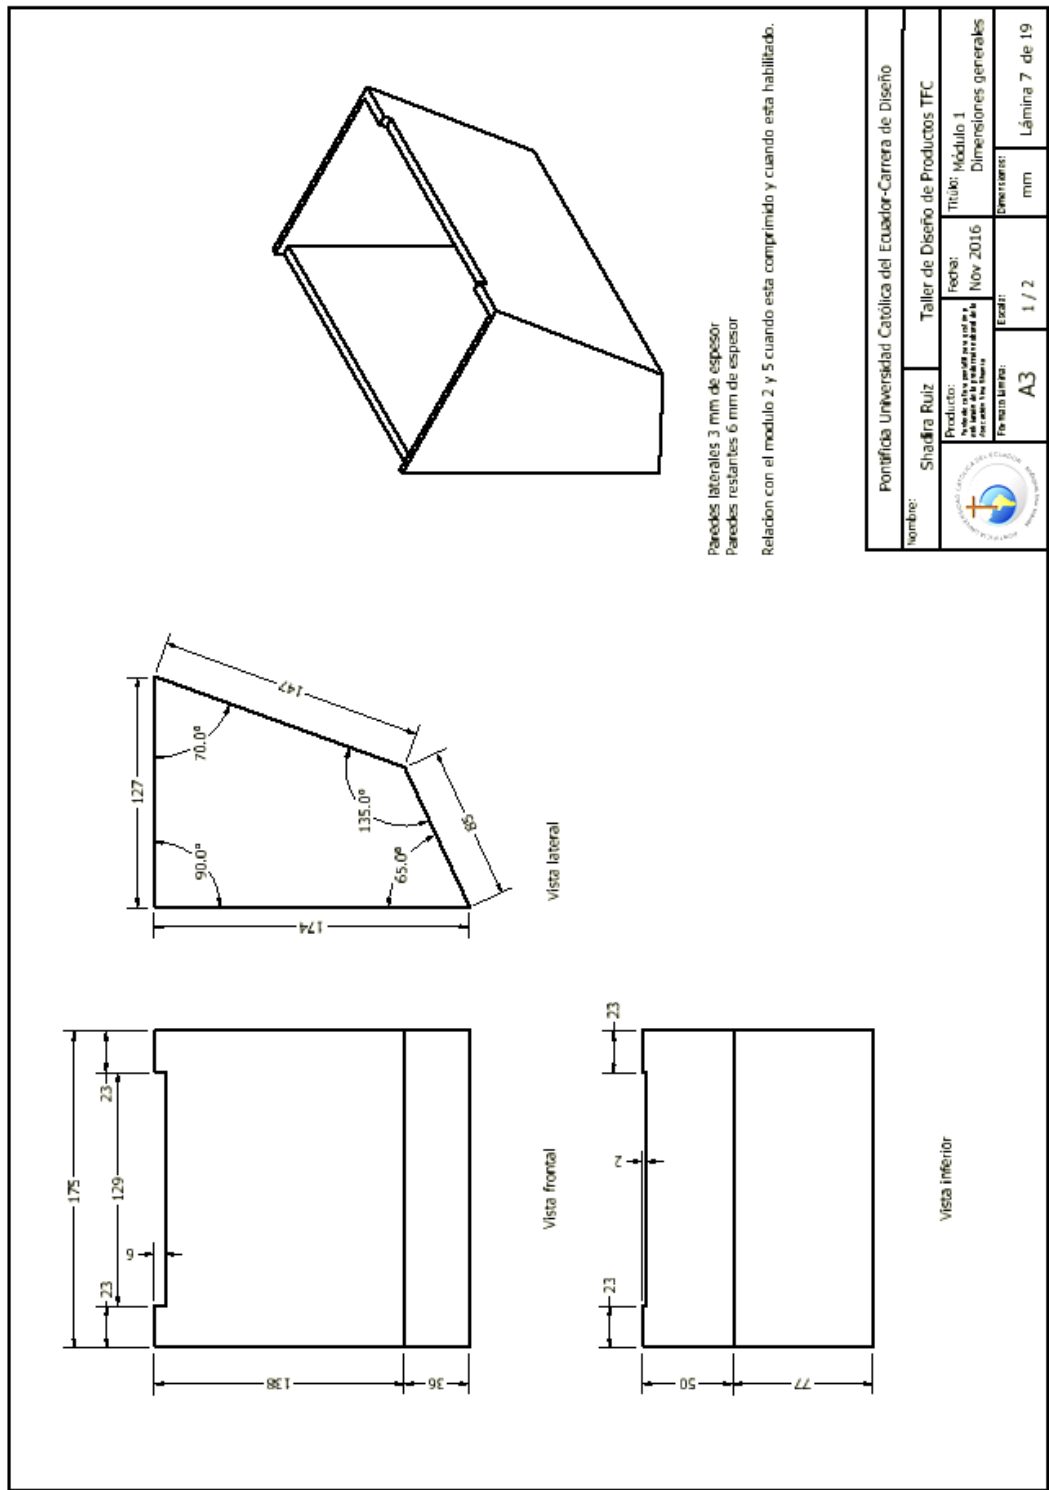 175
23
129
23
6
138
36
Vista frontal
127
90.0°
70.0°
147
174
135.0°
65.0°
85
Vista lateral
23
23
2
50
77
Vista inferior
Paredes laterales 3 mm de espesor
Paredes restantes 6 mm de espesor
Relacion con el modulo 2 y 5 cuando esta comprimido y cuando esta habilitado.
Pontificia Universidad Católica del Ecuador-Carrera de Diseño
Nombre:
Shadira Ruiz
Taller de Diseño de Productos TFC
Producto:
Fecha:
Nov 2016
Título: Módulo 1
Dimensiones generales
Formato lámina:
A3
Escala:
1 / 2
Dimensiones:
mm
Lámina 7 de 19